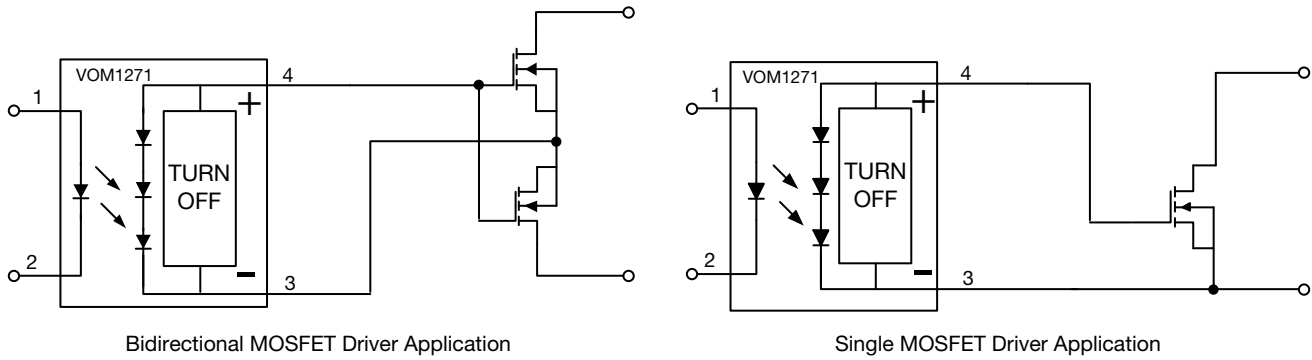 VOM1271
1
2
4
3
+
TURN
OFF
−
Bidirectional MOSFET Driver Application
VOM1271
1
2
4
3
+
TURN
OFF
−
Single MOSFET Driver Application